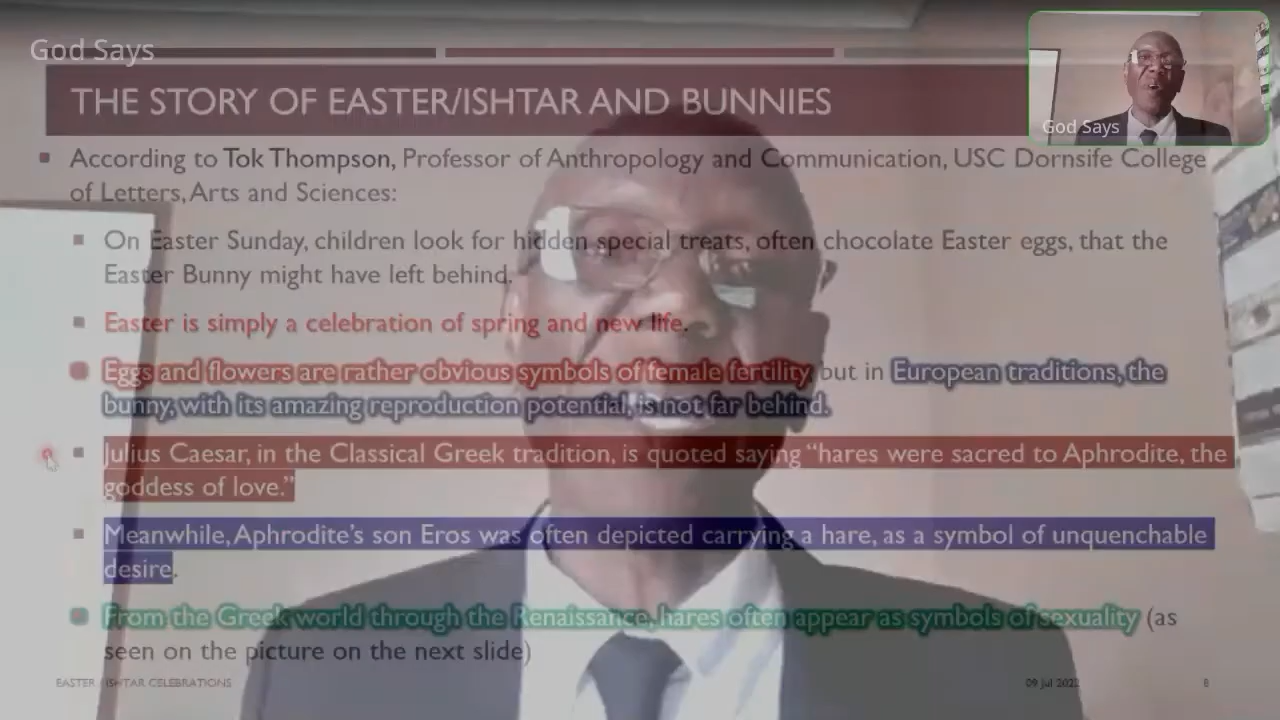 God Says
God Says
THE STORY OF EASTER/ISHTAR AND BUNNIES
According to Tok Thompson, Professor of Anthropology and Communication, USC Dornsife College
of Letters, Arts and Sciences:
On Easter Sunday, children look for hidden special treats, often chocolate Easter eggs, that the
Easter Bunny might have left behind.
Easter is simply a celebration of spring and new life.
Eggs and flowers are rather obvious symbols of female fertility, but in European traditions, the
bunny, with its amazing reproduction potential, is not far behind.
Julius Caesar, in the Classical Greek tradition, is quoted saying “hares were sacred to Aphrodite, the
goddess of love.”
Meanwhile, Aphrodite’s son Eros was often depicted carrying a hare, as a symbol of unquenchable
desire.
From the Greek world through the Renaissance, hares often appear as symbols of sexuality (as
seen on the picture on the next slide)
EASTER / ISHTAR CELEBRATIONS
09 Jul 2022
8